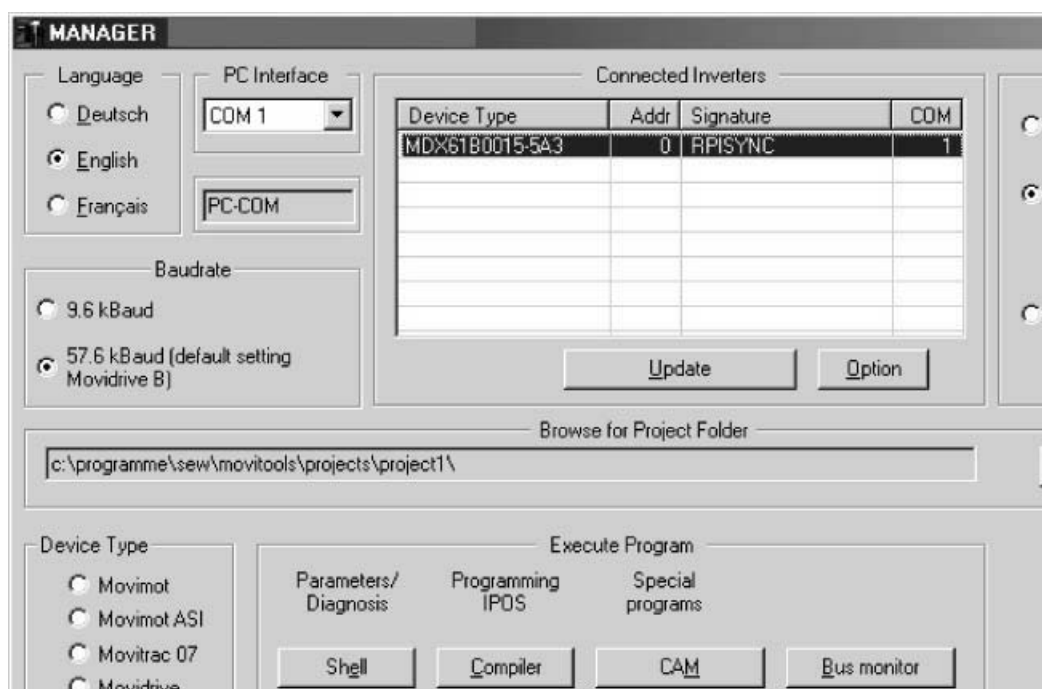 MANAGER
Language
Deutsch
English
Français
PC Interface
COM 1
PC-COM
Baudrate
9.6 kBaud
57.6 kBaud (default setting
Movidrive B)
Connected Inverters
Device Type Addr Signature COM
MDX61B0015-5A3 0 RPISYNC 1
Update Option
Browse for Project Folder
c:\programme\sew\movitools\projects\project1\
Device Type
Movimot
Movimot ASI
Movitrac 07
Movidrive
Execute Program
Parameters/
Diagnosis
Programming
IPOS
Special
programs
Shell Compiler CAM Bus monitor